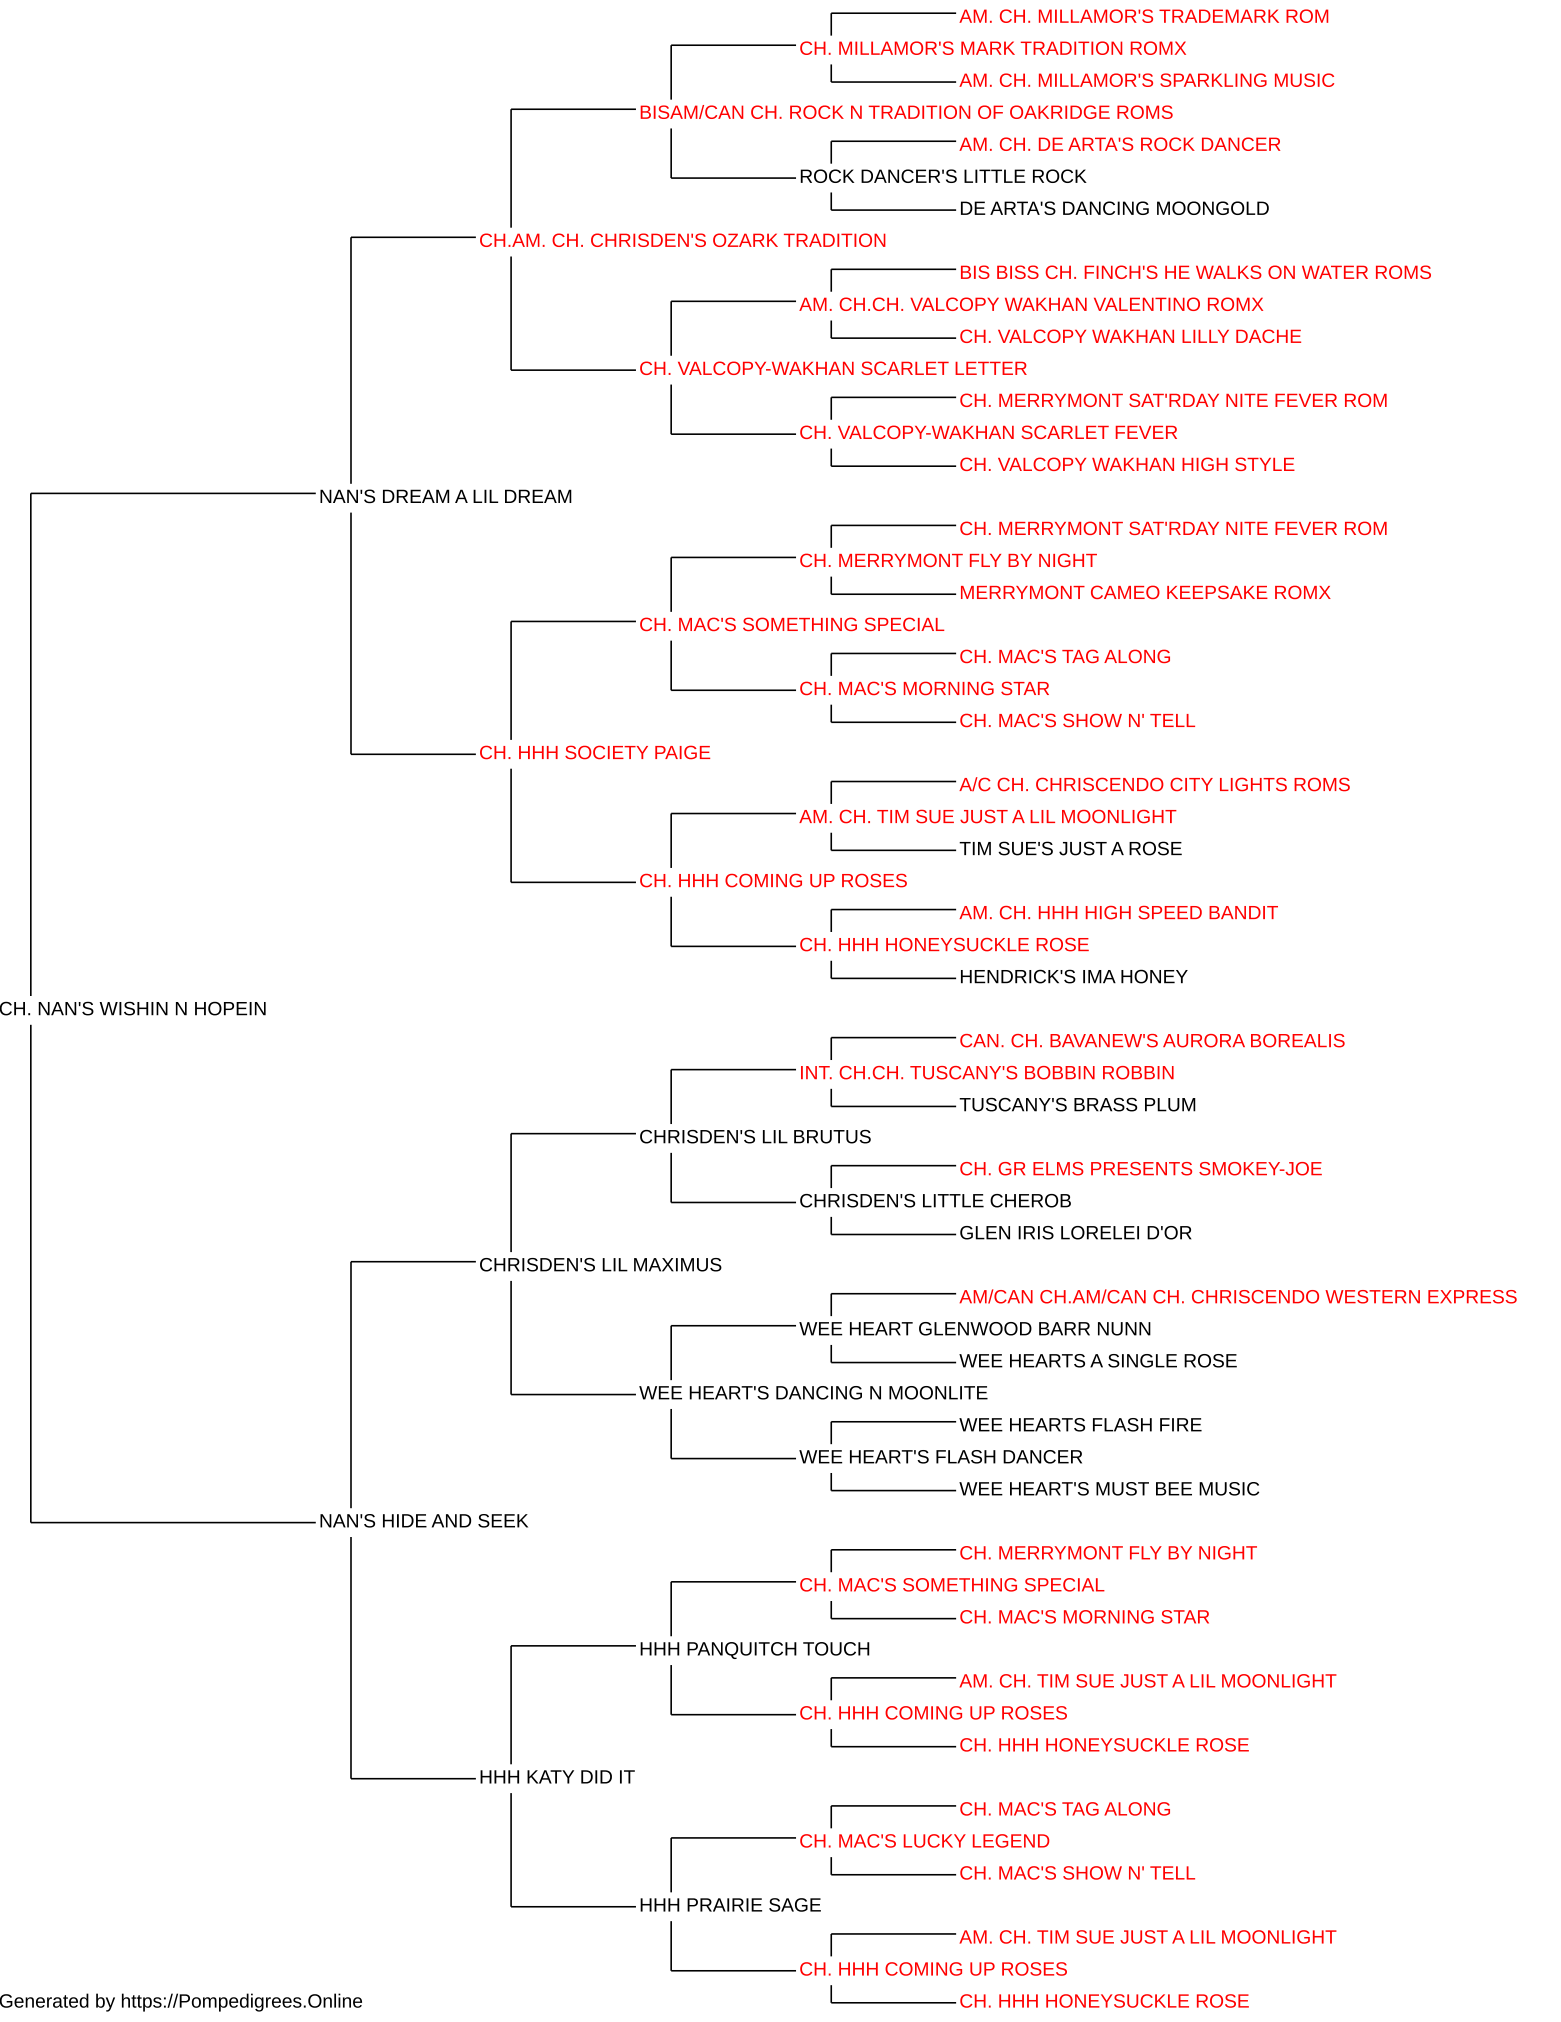 AM. CH. MILLAMOR'S TRADEMARK ROM
CH. MILLAMOR'S MARK TRADITION ROMX
AM. CH. MILLAMOR'S SPARKLING MUSIC
BISAM/CAN CH. ROCK N TRADITION OF OAKRIDGE ROMS
AM. CH. DE ARTA'S ROCK DANCER
ROCK DANCER'S LITTLE ROCK
DE ARTA'S DANCING MOONGOLD
CH.AM. CH. CHRISDEN'S OZARK TRADITION
BIS BISS CH. FINCH'S HE WALKS ON WATER ROMS
AM. CH.CH. VALCOPY WAKHAN VALENTINO ROMX
CH. VALCOPY WAKHAN LILLY DACHE
CH. VALCOPY-WAKHAN SCARLET LETTER
CH. MERRYMONT SAT'RDAY NITE FEVER ROM
CH. VALCOPY-WAKHAN SCARLET FEVER
CH. VALCOPY WAKHAN HIGH STYLE
NAN'S DREAM A LIL DREAM
CH. MERRYMONT SAT'RDAY NITE FEVER ROM
CH. MERRYMONT FLY BY NIGHT
MERRYMONT CAMEO KEEPSAKE ROMX
CH. MAC'S SOMETHING SPECIAL
CH. MAC'S TAG ALONG
CH. MAC'S MORNING STAR
CH. MAC'S SHOW N' TELL
CH. HHH SOCIETY PAIGE
A/C CH. CHRISCENDO CITY LIGHTS ROMS
AM. CH. TIM SUE JUST A LIL MOONLIGHT
TIM SUE'S JUST A ROSE
CH. HHH COMING UP ROSES
AM. CH. HHH HIGH SPEED BANDIT
CH. HHH HONEYSUCKLE ROSE
HENDRICK'S IMA HONEY
CH. NAN'S WISHIN N HOPEIN
CAN. CH. BAVANEW'S AURORA BOREALIS
INT. CH.CH. TUSCANY'S BOBBIN ROBBIN
TUSCANY'S BRASS PLUM
CHRISDEN'S LIL BRUTUS
CH. GR ELMS PRESENTS SMOKEY-JOE
CHRISDEN'S LITTLE CHEROB
GLEN IRIS LORELEI D'OR
CHRISDEN'S LIL MAXIMUS
AM/CAN CH.AM/CAN CH. CHRISCENDO WESTERN EXPRESS
WEE HEART GLENWOOD BARR NUNN
WEE HEARTS A SINGLE ROSE
WEE HEART'S DANCING N MOONLITE
WEE HEARTS FLASH FIRE
WEE HEART'S FLASH DANCER
WEE HEART'S MUST BEE MUSIC
NAN'S HIDE AND SEEK
CH. MERRYMONT FLY BY NIGHT
CH. MAC'S SOMETHING SPECIAL
CH. MAC'S MORNING STAR
HHH PANQUITCH TOUCH
AM. CH. TIM SUE JUST A LIL MOONLIGHT
CH. HHH COMING UP ROSES
CH. HHH HONEYSUCKLE ROSE
HHH KATY DID IT
CH. MAC'S TAG ALONG
CH. MAC'S LUCKY LEGEND
CH. MAC'S SHOW N' TELL
HHH PRAIRIE SAGE
AM. CH. TIM SUE JUST A LIL MOONLIGHT
CH. HHH COMING UP ROSES
CH. HHH HONEYSUCKLE ROSE
Generated by https://Pompedigrees.Online